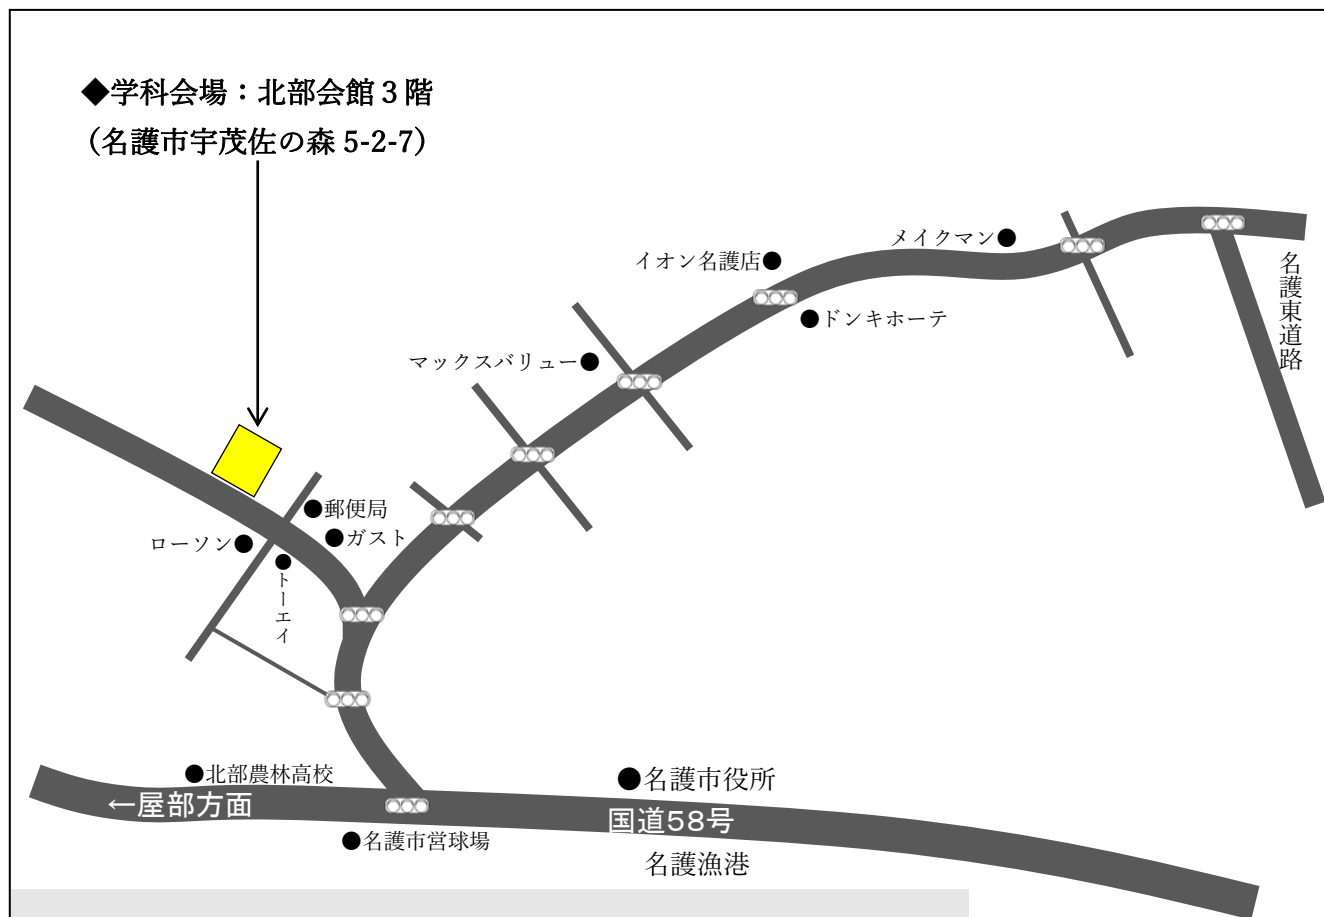 ◆学科会場：北部会館３階
（名護市宇茂佐の森 5-2-7）
メイクマン●
イオン名護店●
名護東道路
●ドンキホーテ
マックスバリュー●
●郵便局
●ガスト
ローソン●
●トーエイ
●北部農林高校
●名護市役所
←屋部方面
国道58号
●名護市営球場
名護漁港